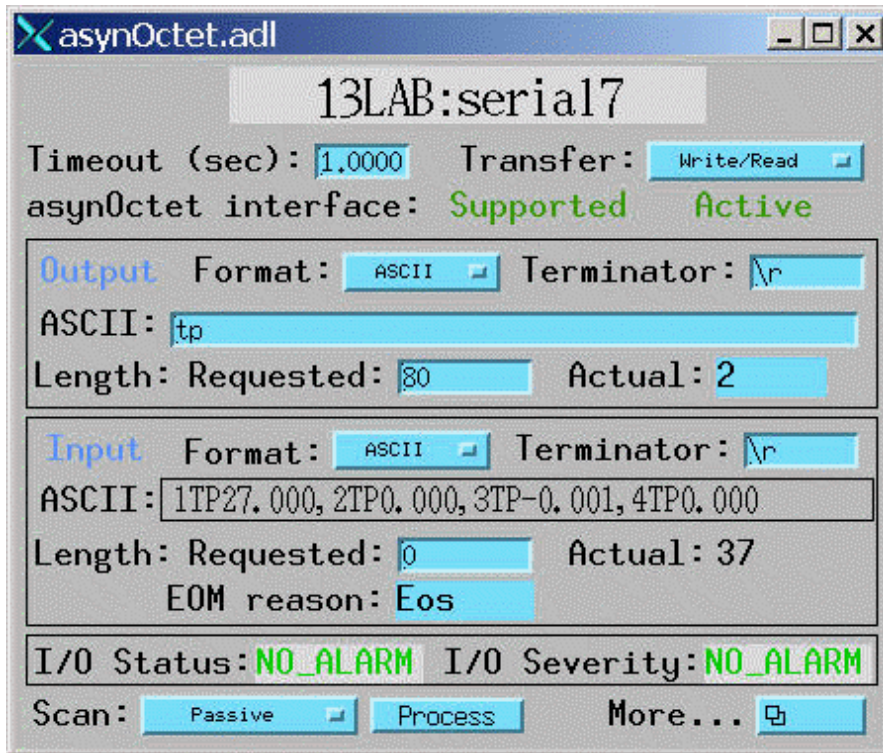 asynOctet.adl
13LAB:serial7
Timeout (sec): 1.0000 Transfer: Write/Read
asynOctet interface: Supported Active
Output Format: ASCII Terminator: \r
ASCII: tp
Length: Requested: 80 Actual: 2
Input Format: ASCII Terminator: \r
ASCII: 1TP27.000,2TP0.000,3TP-0.001,4TP0.000
Length: Requested: 0 Actual: 37
EOM reason: Eos
I/O Status: NO_ALARM I/O Severity: NO_ALARM
Scan: Passive Process More...